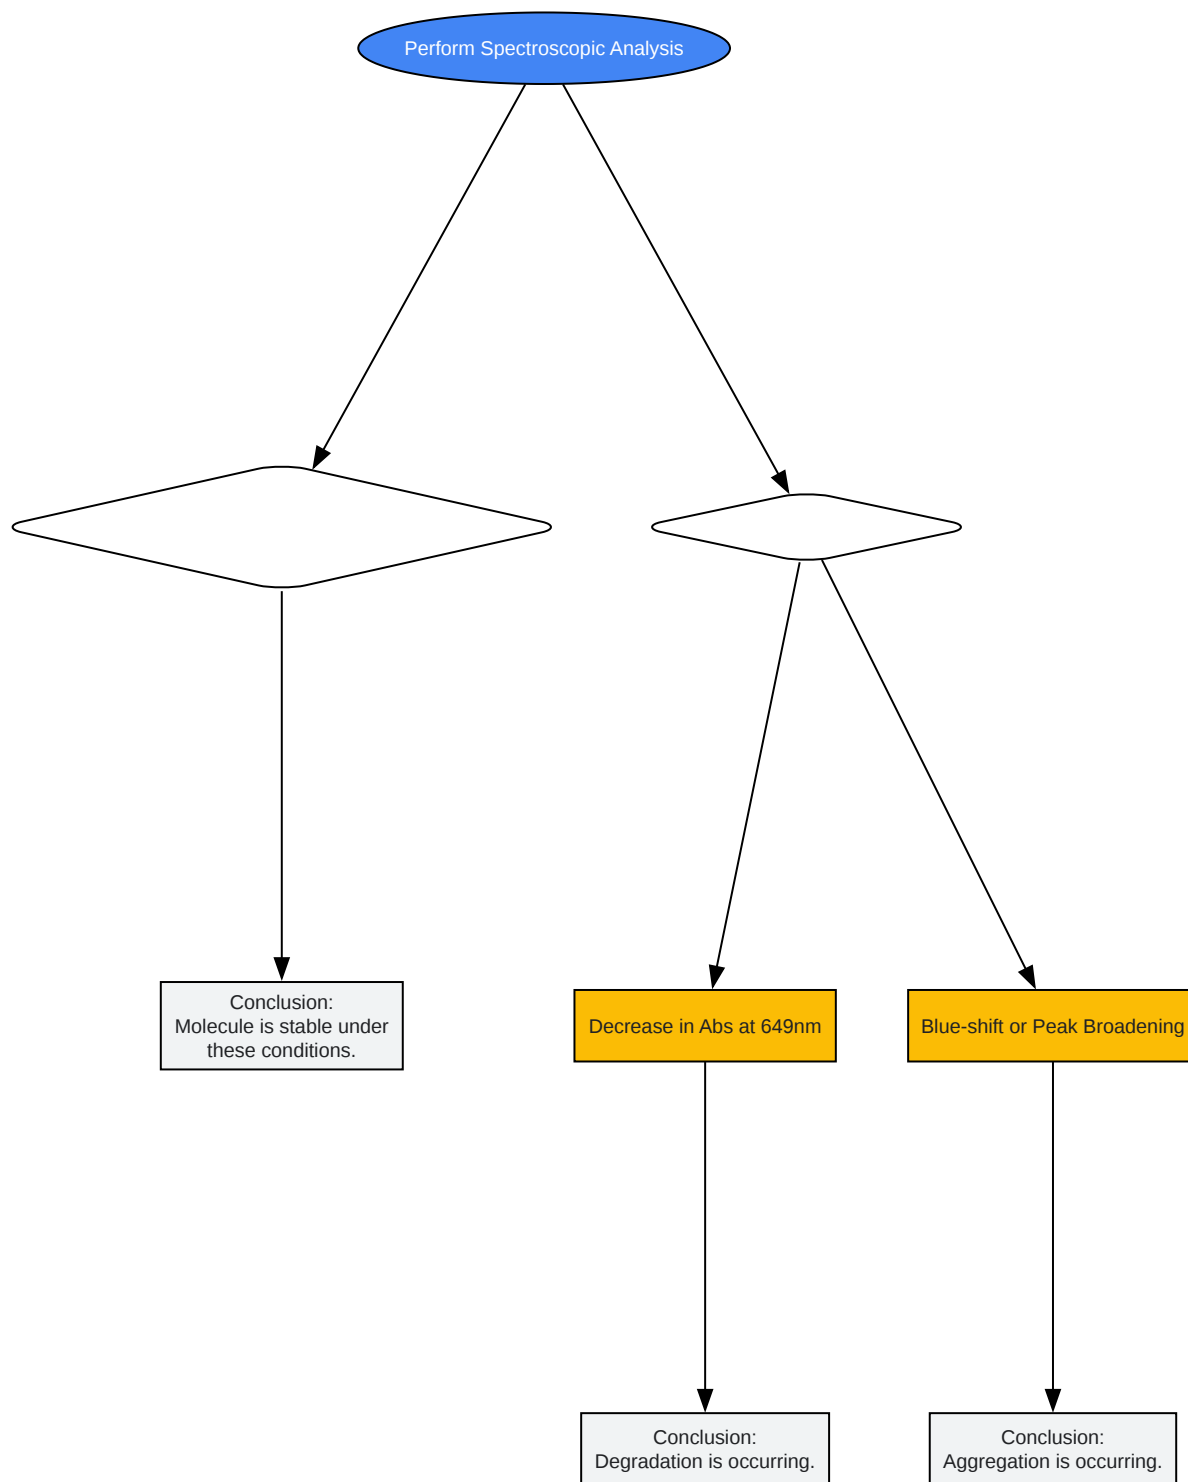 Perform Spectroscopic Analysis
Conclusion:
Molecule is stable under
these conditions.
Decrease in Abs at 649nm
Blue-shift or Peak Broadening
Conclusion:
Degradation is occurring.
Conclusion:
Aggregation is occurring.